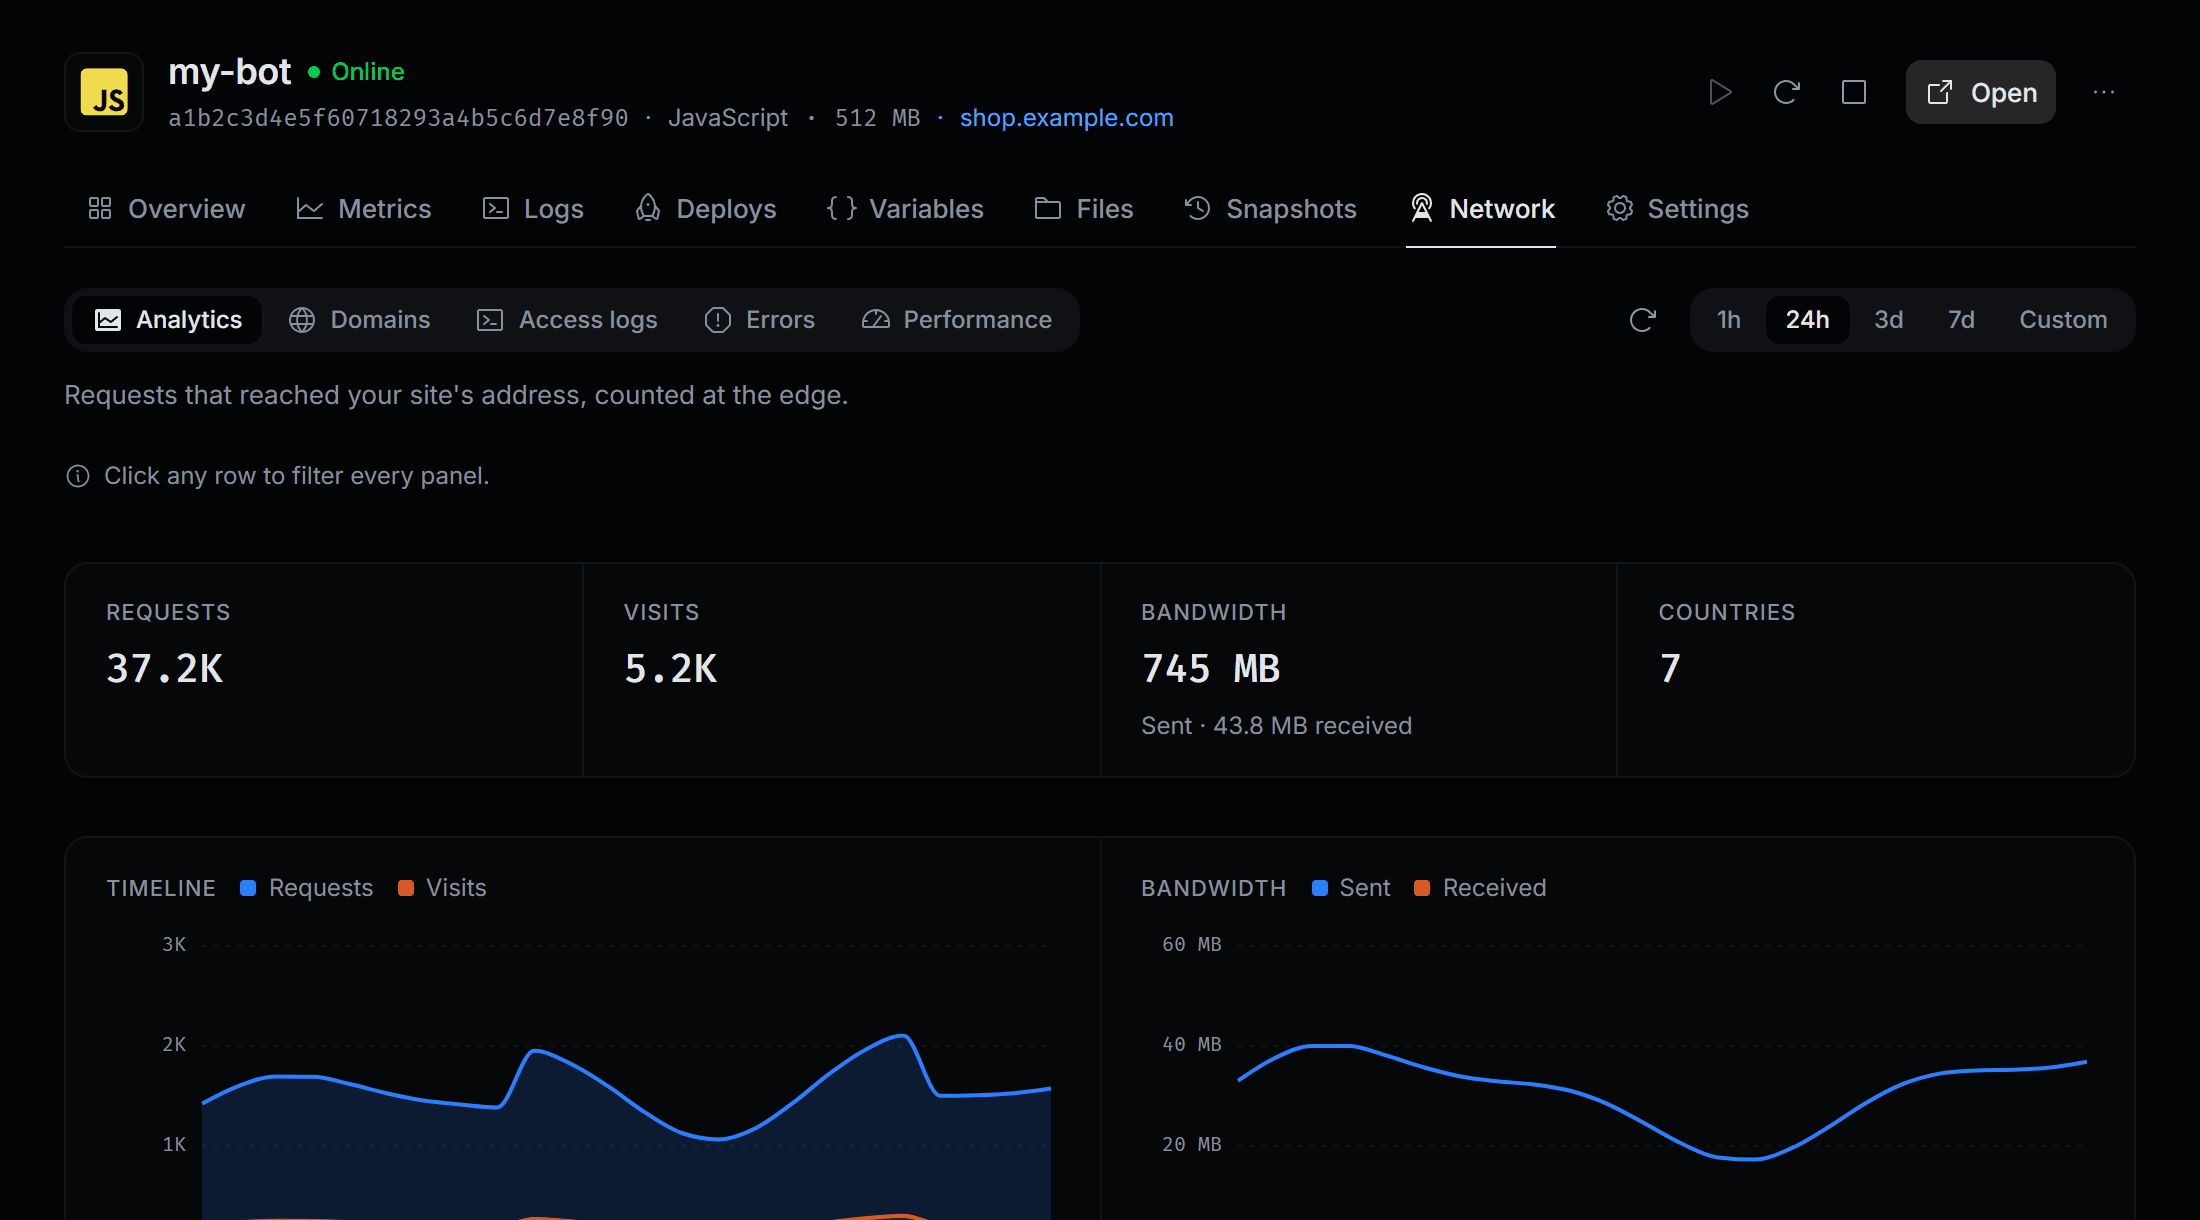 JS
my-bot Online
a1b2c3d4e5f60718293a4b5c6d7e8f90 · JavaScript · 512 MB · shop.example.com
Open
Overview Metrics Logs Deploys Variables Files Snapshots Network Settings
Analytics Domains Access logs Errors Performance
1h 24h 3d 7d Custom
Requests that reached your site's address, counted at the edge.
Click any row to filter every panel.
REQUESTS
37.2K
VISITS
5.2K
BANDWIDTH
745 MB
Sent · 43.8 MB received
COUNTRIES
7
TIMELINE Requests Visits
3K
2K
1K
BANDWIDTH Sent Received
60 MB
40 MB
20 MB